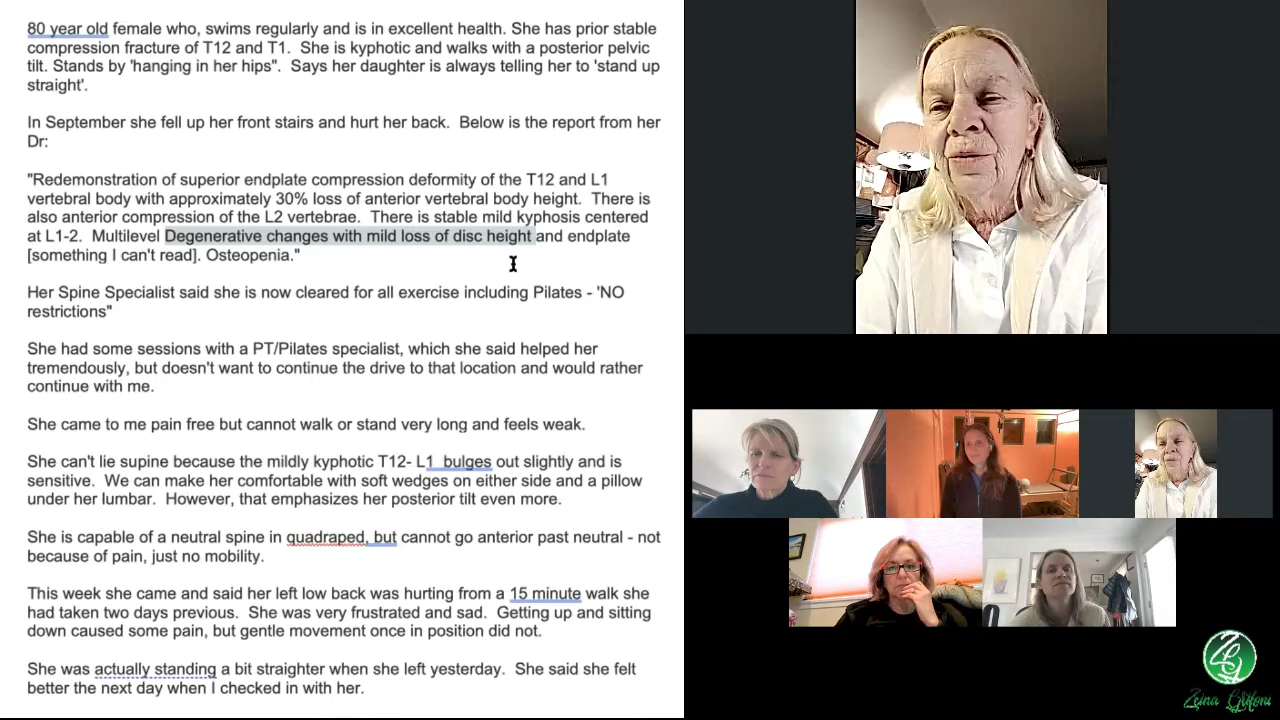 80 year old female who, swims regularly and is in excellent health. She has prior stable
compression fracture of T12 and T1.  She is kyphotic and walks with a posterior pelvic
tilt. Stands by 'hanging in her hips".  Says her daughter is always telling her to 'stand up
straight'.
In September she fell up her front stairs and hurt her back.  Below is the report from her
Dr:
"Redemonstration of superior endplate compression deformity of the T12 and L1
vertebral body with approximately 30% loss of anterior vertebral body height.  There is
also anterior compression of the L2 vertebrae.  There is stable mild kyphosis centered
at L1-2.  Multilevel Degenerative changes with mild loss of disc height and endplate
[something I can't read]. Osteopenia."
Her Spine Specialist said she is now cleared for all exercise including Pilates - 'NO
restrictions"
She had some sessions with a PT/Pilates specialist, which she said helped her
tremendously, but doesn't want to continue the drive to that location and would rather
continue with me.
She came to me pain free but cannot walk or stand very long and feels weak.
She can't lie supine because the mildly kyphotic T12- L1  bulges out slightly and is
sensitive.  We can make her comfortable with soft wedges on either side and a pillow
under her lumbar.  However, that emphasizes her posterior tilt even more.
She is capable of a neutral spine in quadraped, but cannot go anterior past neutral - not
because of pain, just no mobility.
This week she came and said her left low back was hurting from a 15 minute walk she
had taken two days previous.  She was very frustrated and sad.  Getting up and sitting
down caused some pain, but gentle movement once in position did not.
She was actually standing a bit straighter when she left yesterday.  She said she felt
better the next day when I checked in with her.
Zeina Grifoni